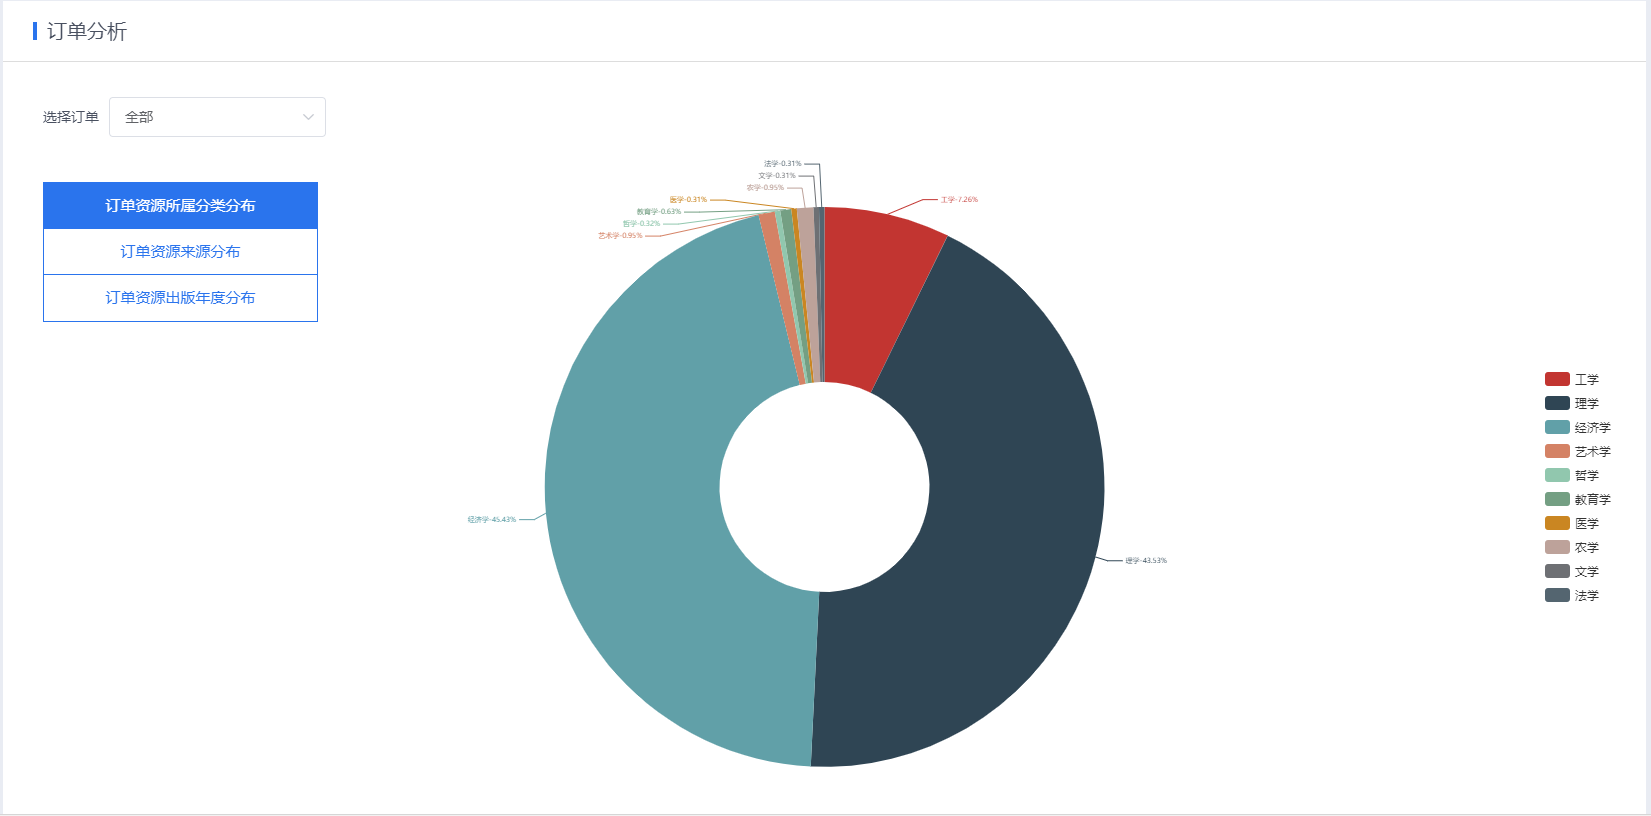 订单分析
选择订单
全部
订单资源所属分类分布
订单资源来源分布
订单资源出版年度分布
法学-0.31%
文学-0.31%
农学-0.95%
医学-0.31%
教育学-0.63%
哲学-0.32%
艺术学-0.95%
工学-7.26%
经济学-45.43%
理学-43.53%
工学
理学
经济学
艺术学
哲学
教育学
医学
农学
文学
法学